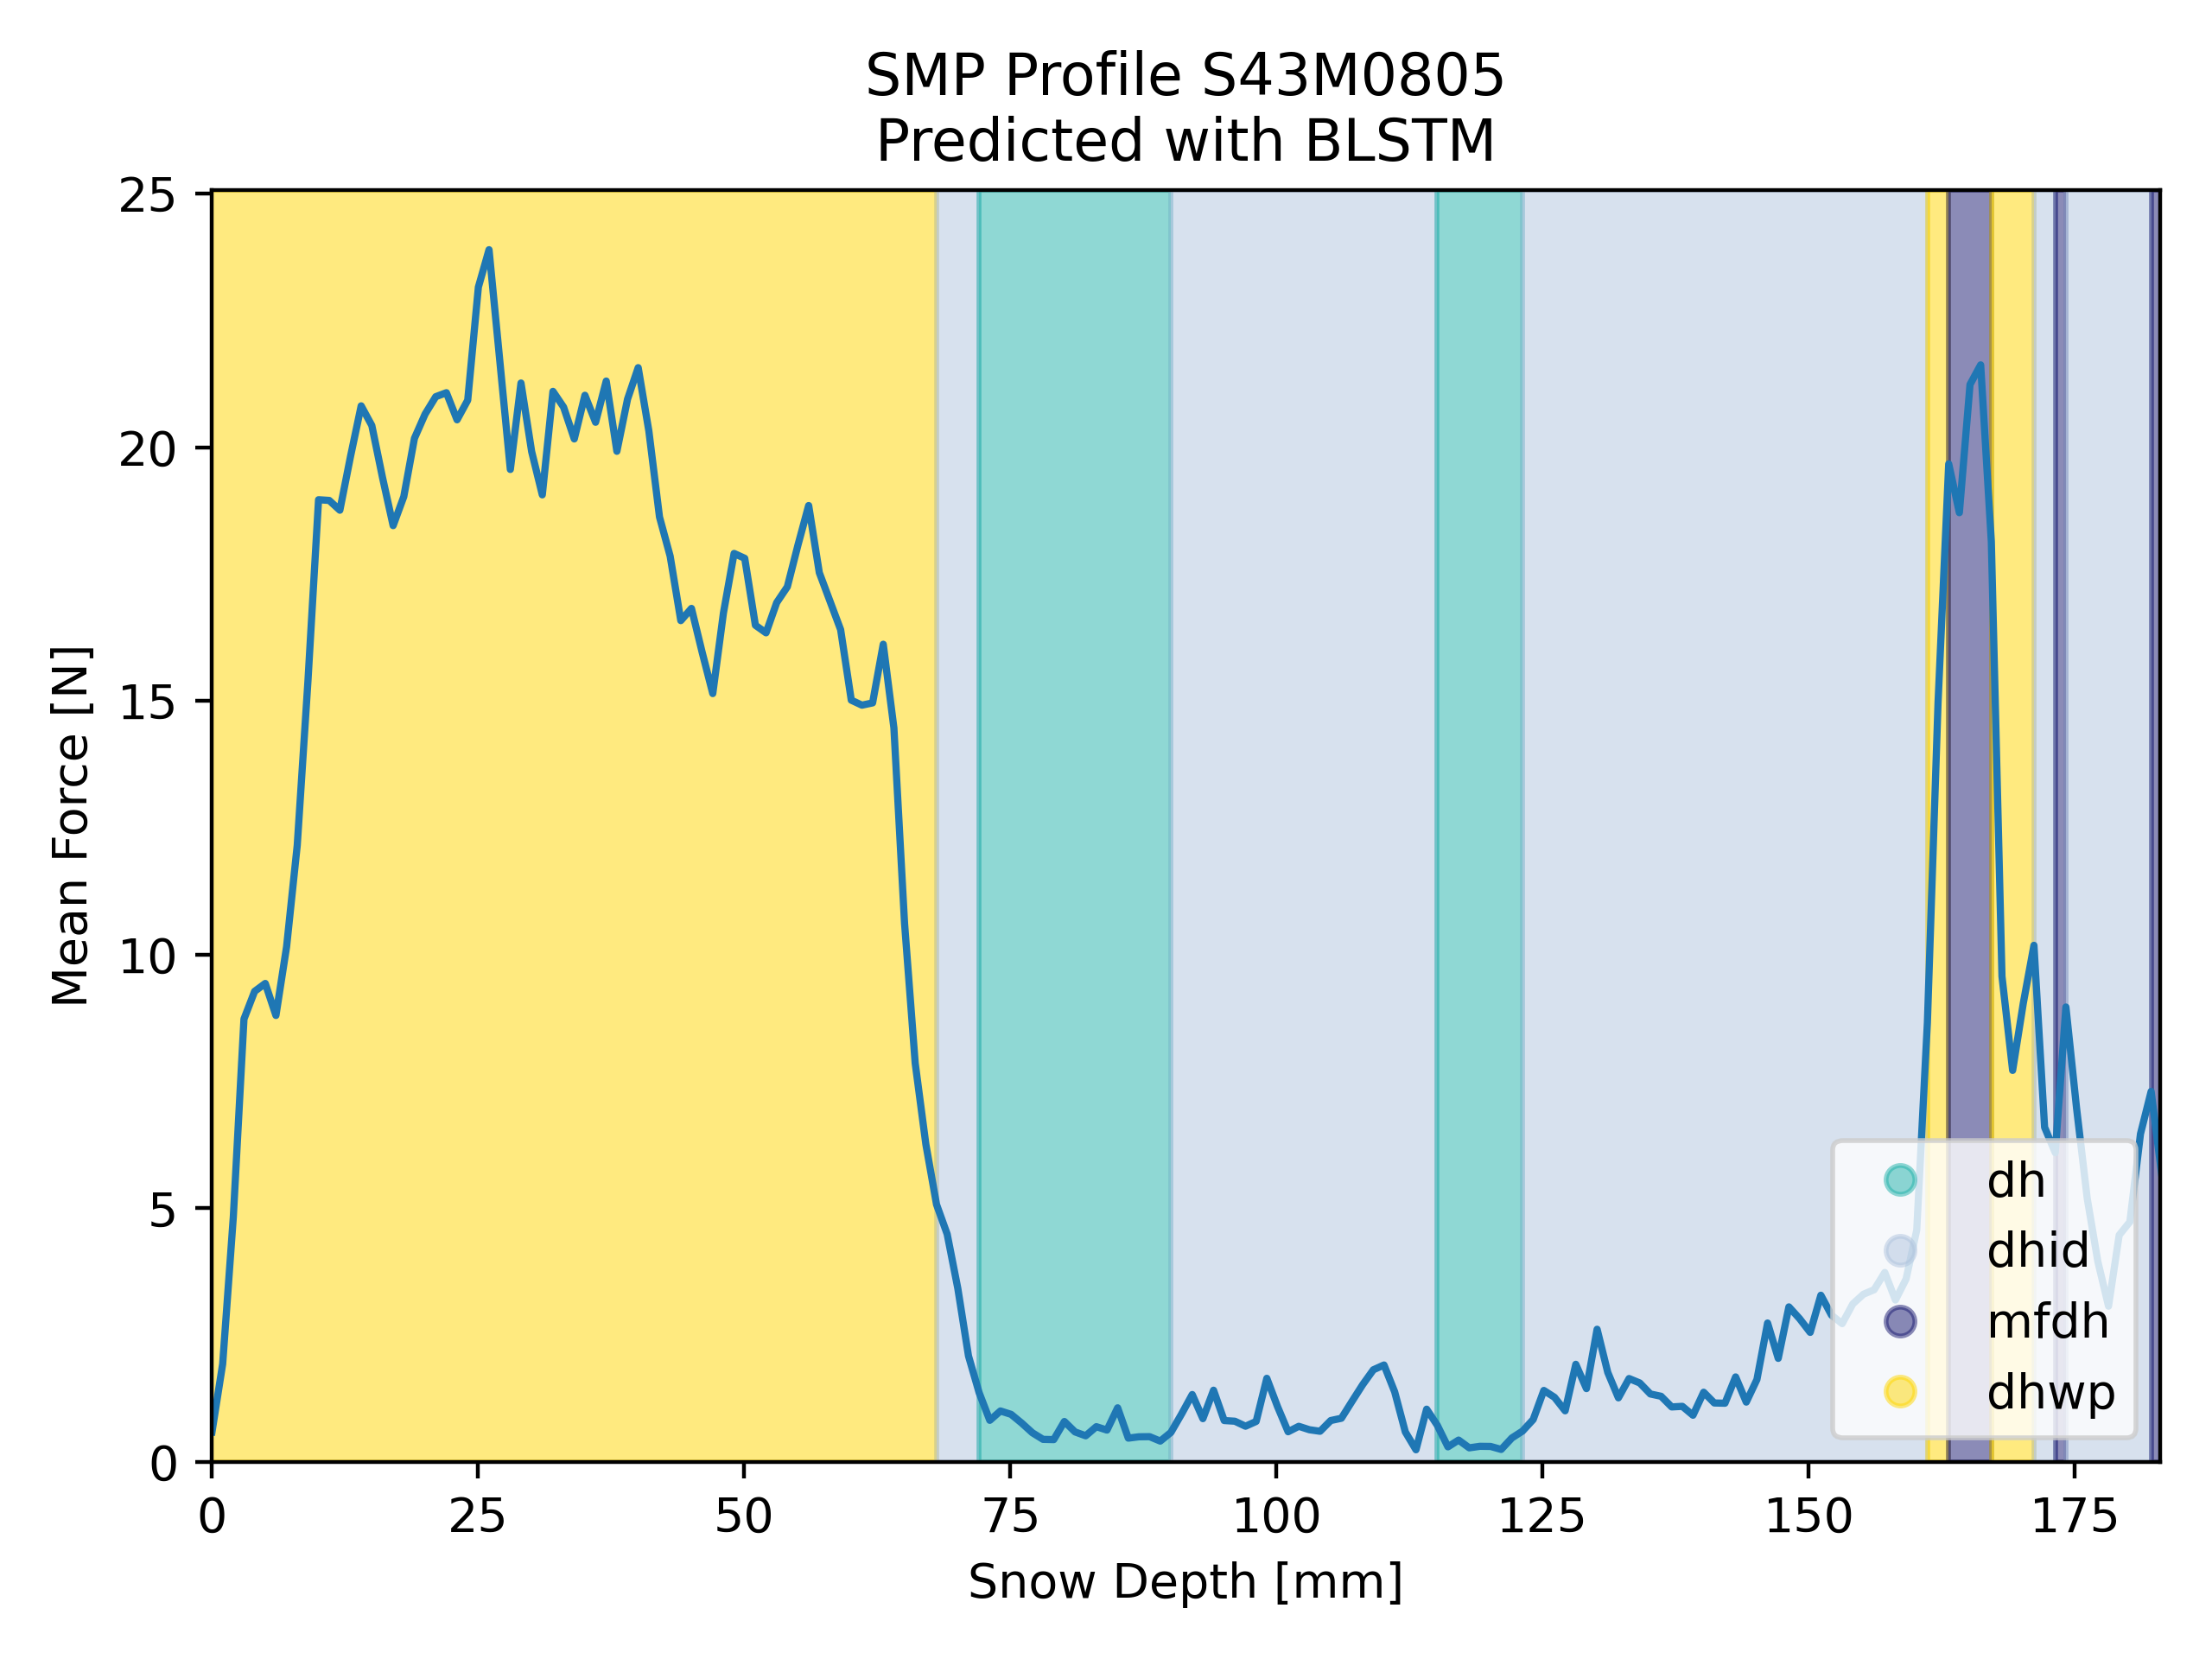 SMP Profile S43M0805
Predicted with BLSTM
25
20
15
10
5
0
Mean Force [N]
0 25 50 75 100 125 150 175
Snow Depth [mm]
dh
dhid
mfdh
dhwp